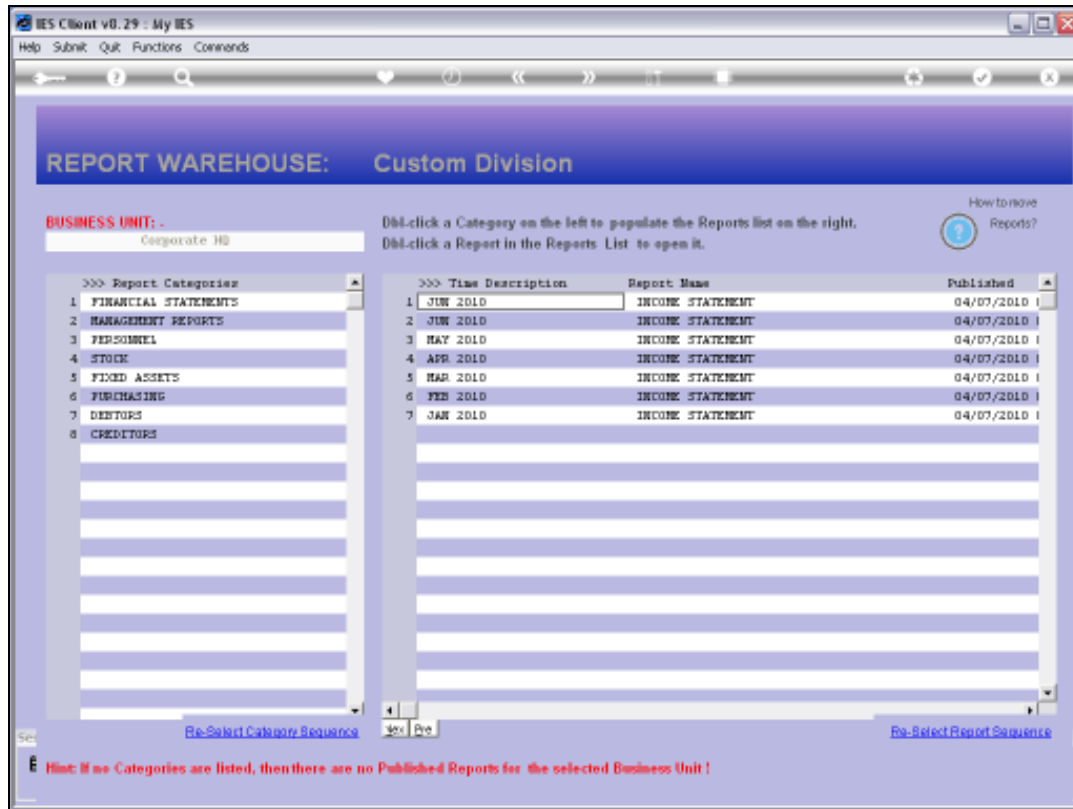 IES Client v8.29 : My IES
Help Submit Quit Functions Commands
REPORT WAREHOUSE: Custom Division
How to move
Reports?
BUSINESS UNIT: -
Corporate HQ
Dbl-click a Category on the left to populate the Reports list on the right.
Dbl-click a Report in the Reports List to open it.
>>> Report Categories
1 FINANCIAL STATEMENTS
2 MANAGEMENT REPORTS
3 PERSONNEL
4 STOCK
5 FIXED ASSETS
6 PURCHASING
7 DEBTORS
8 CREDITORS
>>> Time Description Report Name Published
1 JUN 2010 INCOME STATEMENT 04/07/2010
2 JUN 2010 INCOME STATEMENT 04/07/2010
3 MAY 2010 INCOME STATEMENT 04/07/2010
4 APR 2010 INCOME STATEMENT 04/07/2010
5 MAR 2010 INCOME STATEMENT 04/07/2010
6 FEB 2010 INCOME STATEMENT 04/07/2010
7 JAN 2010 INCOME STATEMENT 04/07/2010
Re-Select Category Sequence
Re-Select Report Sequence
Hint: If no Categories are listed, then there are no Published Reports for the selected Business Unit !